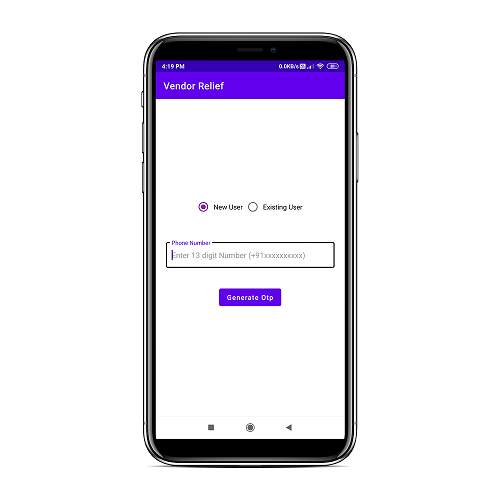 4:19 PM 0.0KB/s
Vendor Relief
New User Existing User
Phone Number
Enter 13 digit Number (+91xxxxxxxxxx)
Generate Otp